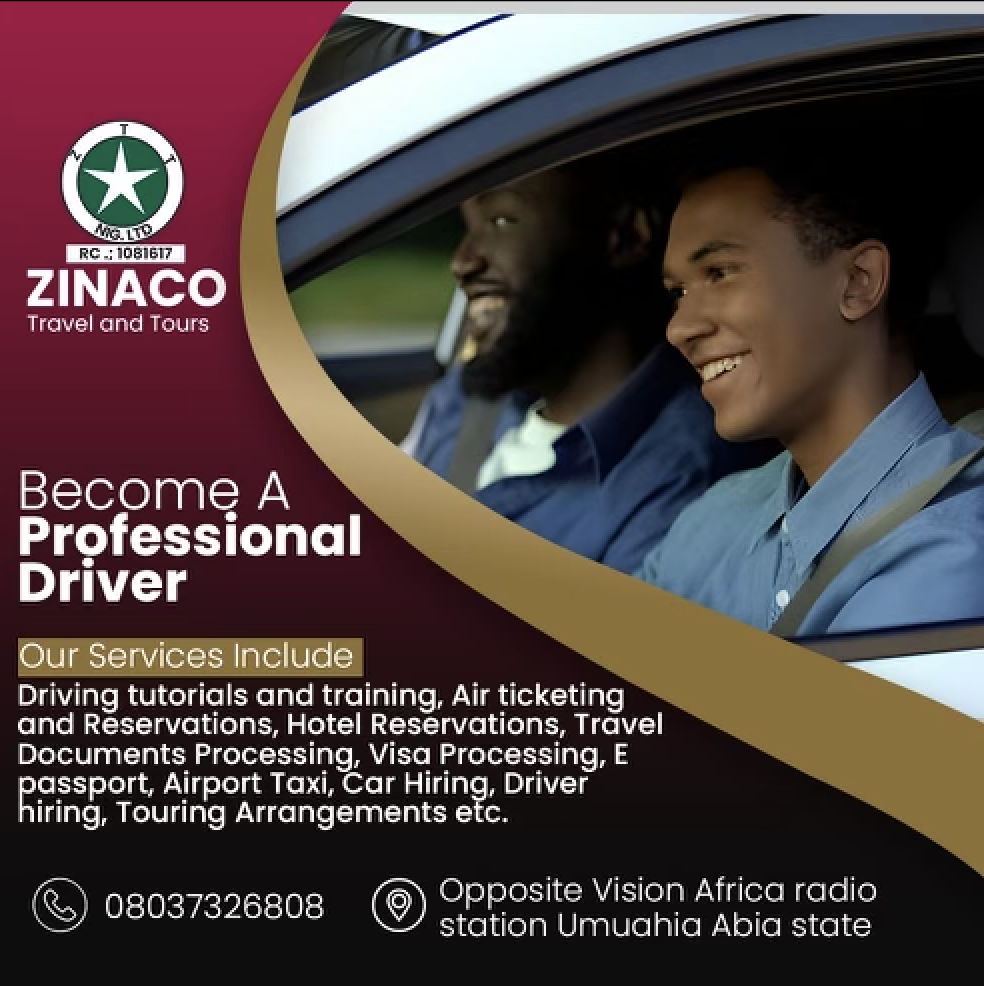 Z T T
NIG. LTD
RC .; 1081617
ZINACO
Travel and Tours
Become A
Professional
Driver
Our Services Include
Driving tutorials and training, Air ticketing
and Reservations, Hotel Reservations, Travel
Documents Processing, Visa Processing, E
passport, Airport Taxi, Car Hiring, Driver
hiring, Touring Arrangements etc.
08037326808
Opposite Vision Africa radio
station Umuahia Abia state